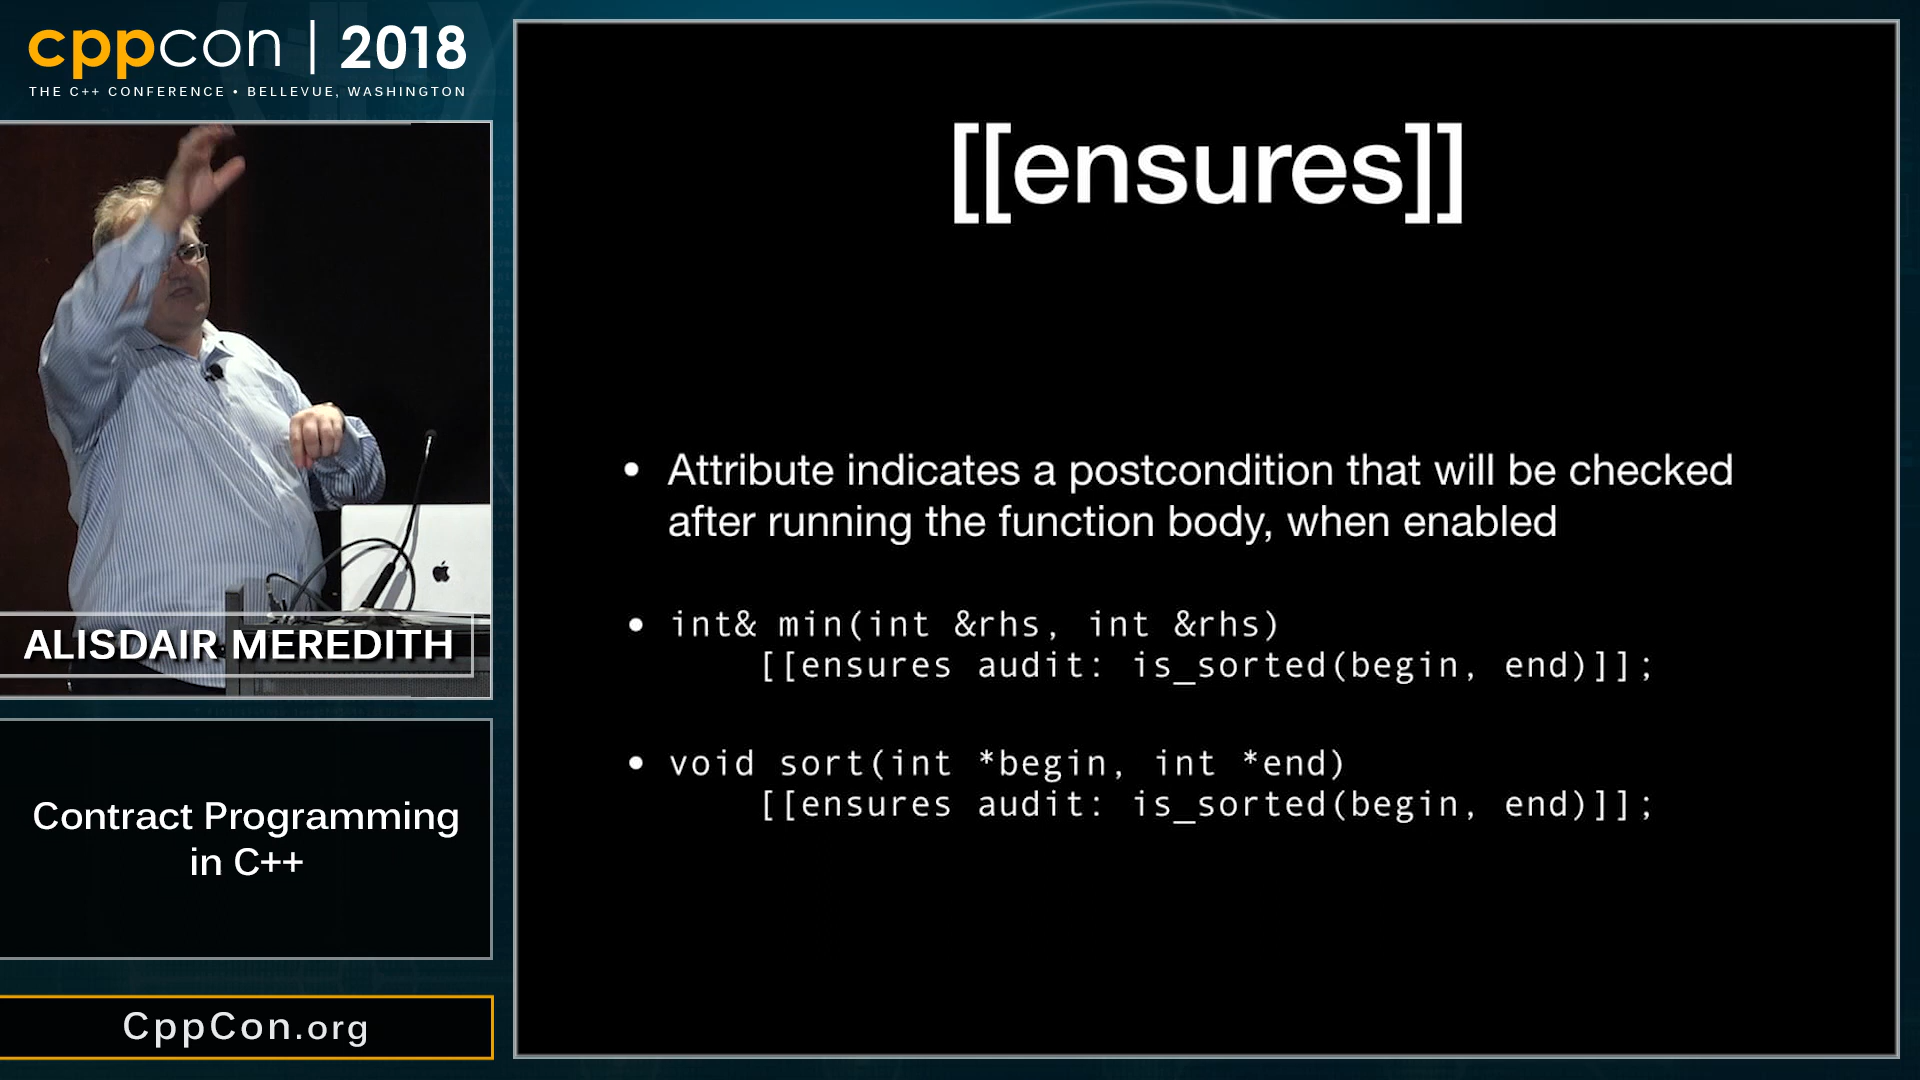 cppcon | 2018
THE C++ CONFERENCE • BELLEVUE, WASHINGTON
ALISDAIR MEREDITH
Contract Programming
in C++
CppCon.org
[[ensures]]
• Attribute indicates a postcondition that will be checked
after running the function body, when enabled
• int& min(int &rhs, int &rhs)
[[ensures audit: is_sorted(begin, end)]];
• void sort(int *begin, int *end)
[[ensures audit: is_sorted(begin, end)]];